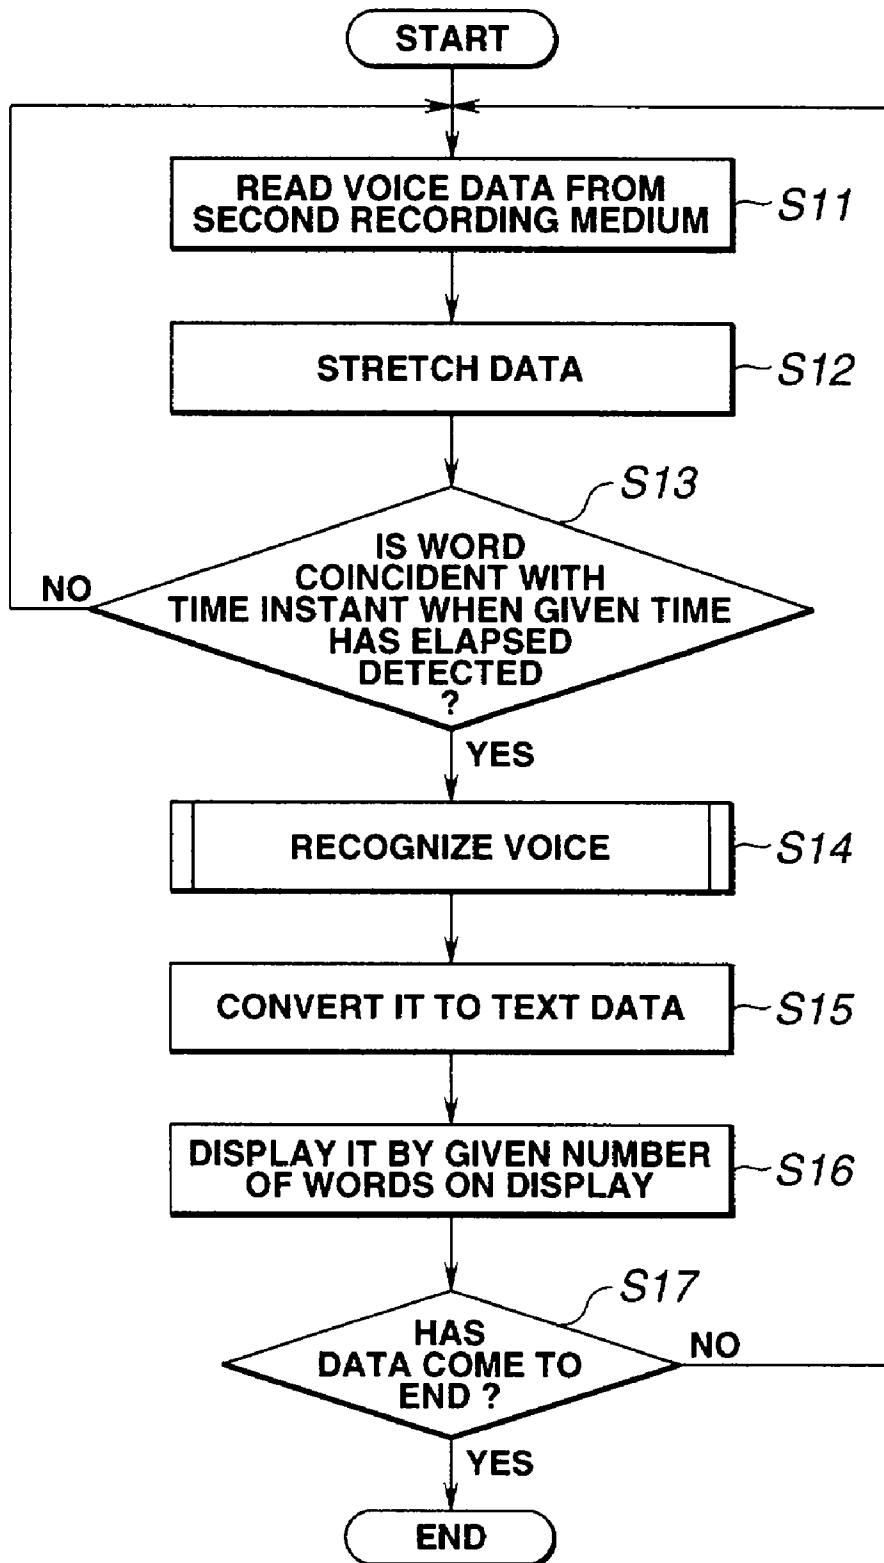 START
READ VOICE DATA FROM
SECOND RECORDING MEDIUM
S11
STRETCH DATA
S12
S13
IS WORD
COINCIDENT WITH
TIME INSTANT WHEN GIVEN TIME
HAS ELAPSED
DETECTED
?
NO
YES
RECOGNIZE VOICE
S14
CONVERT IT TO TEXT DATA
S15
DISPLAY IT BY GIVEN NUMBER
OF WORDS ON DISPLAY
S16
S17
HAS
DATA COME TO
END ?
NO
YES
END